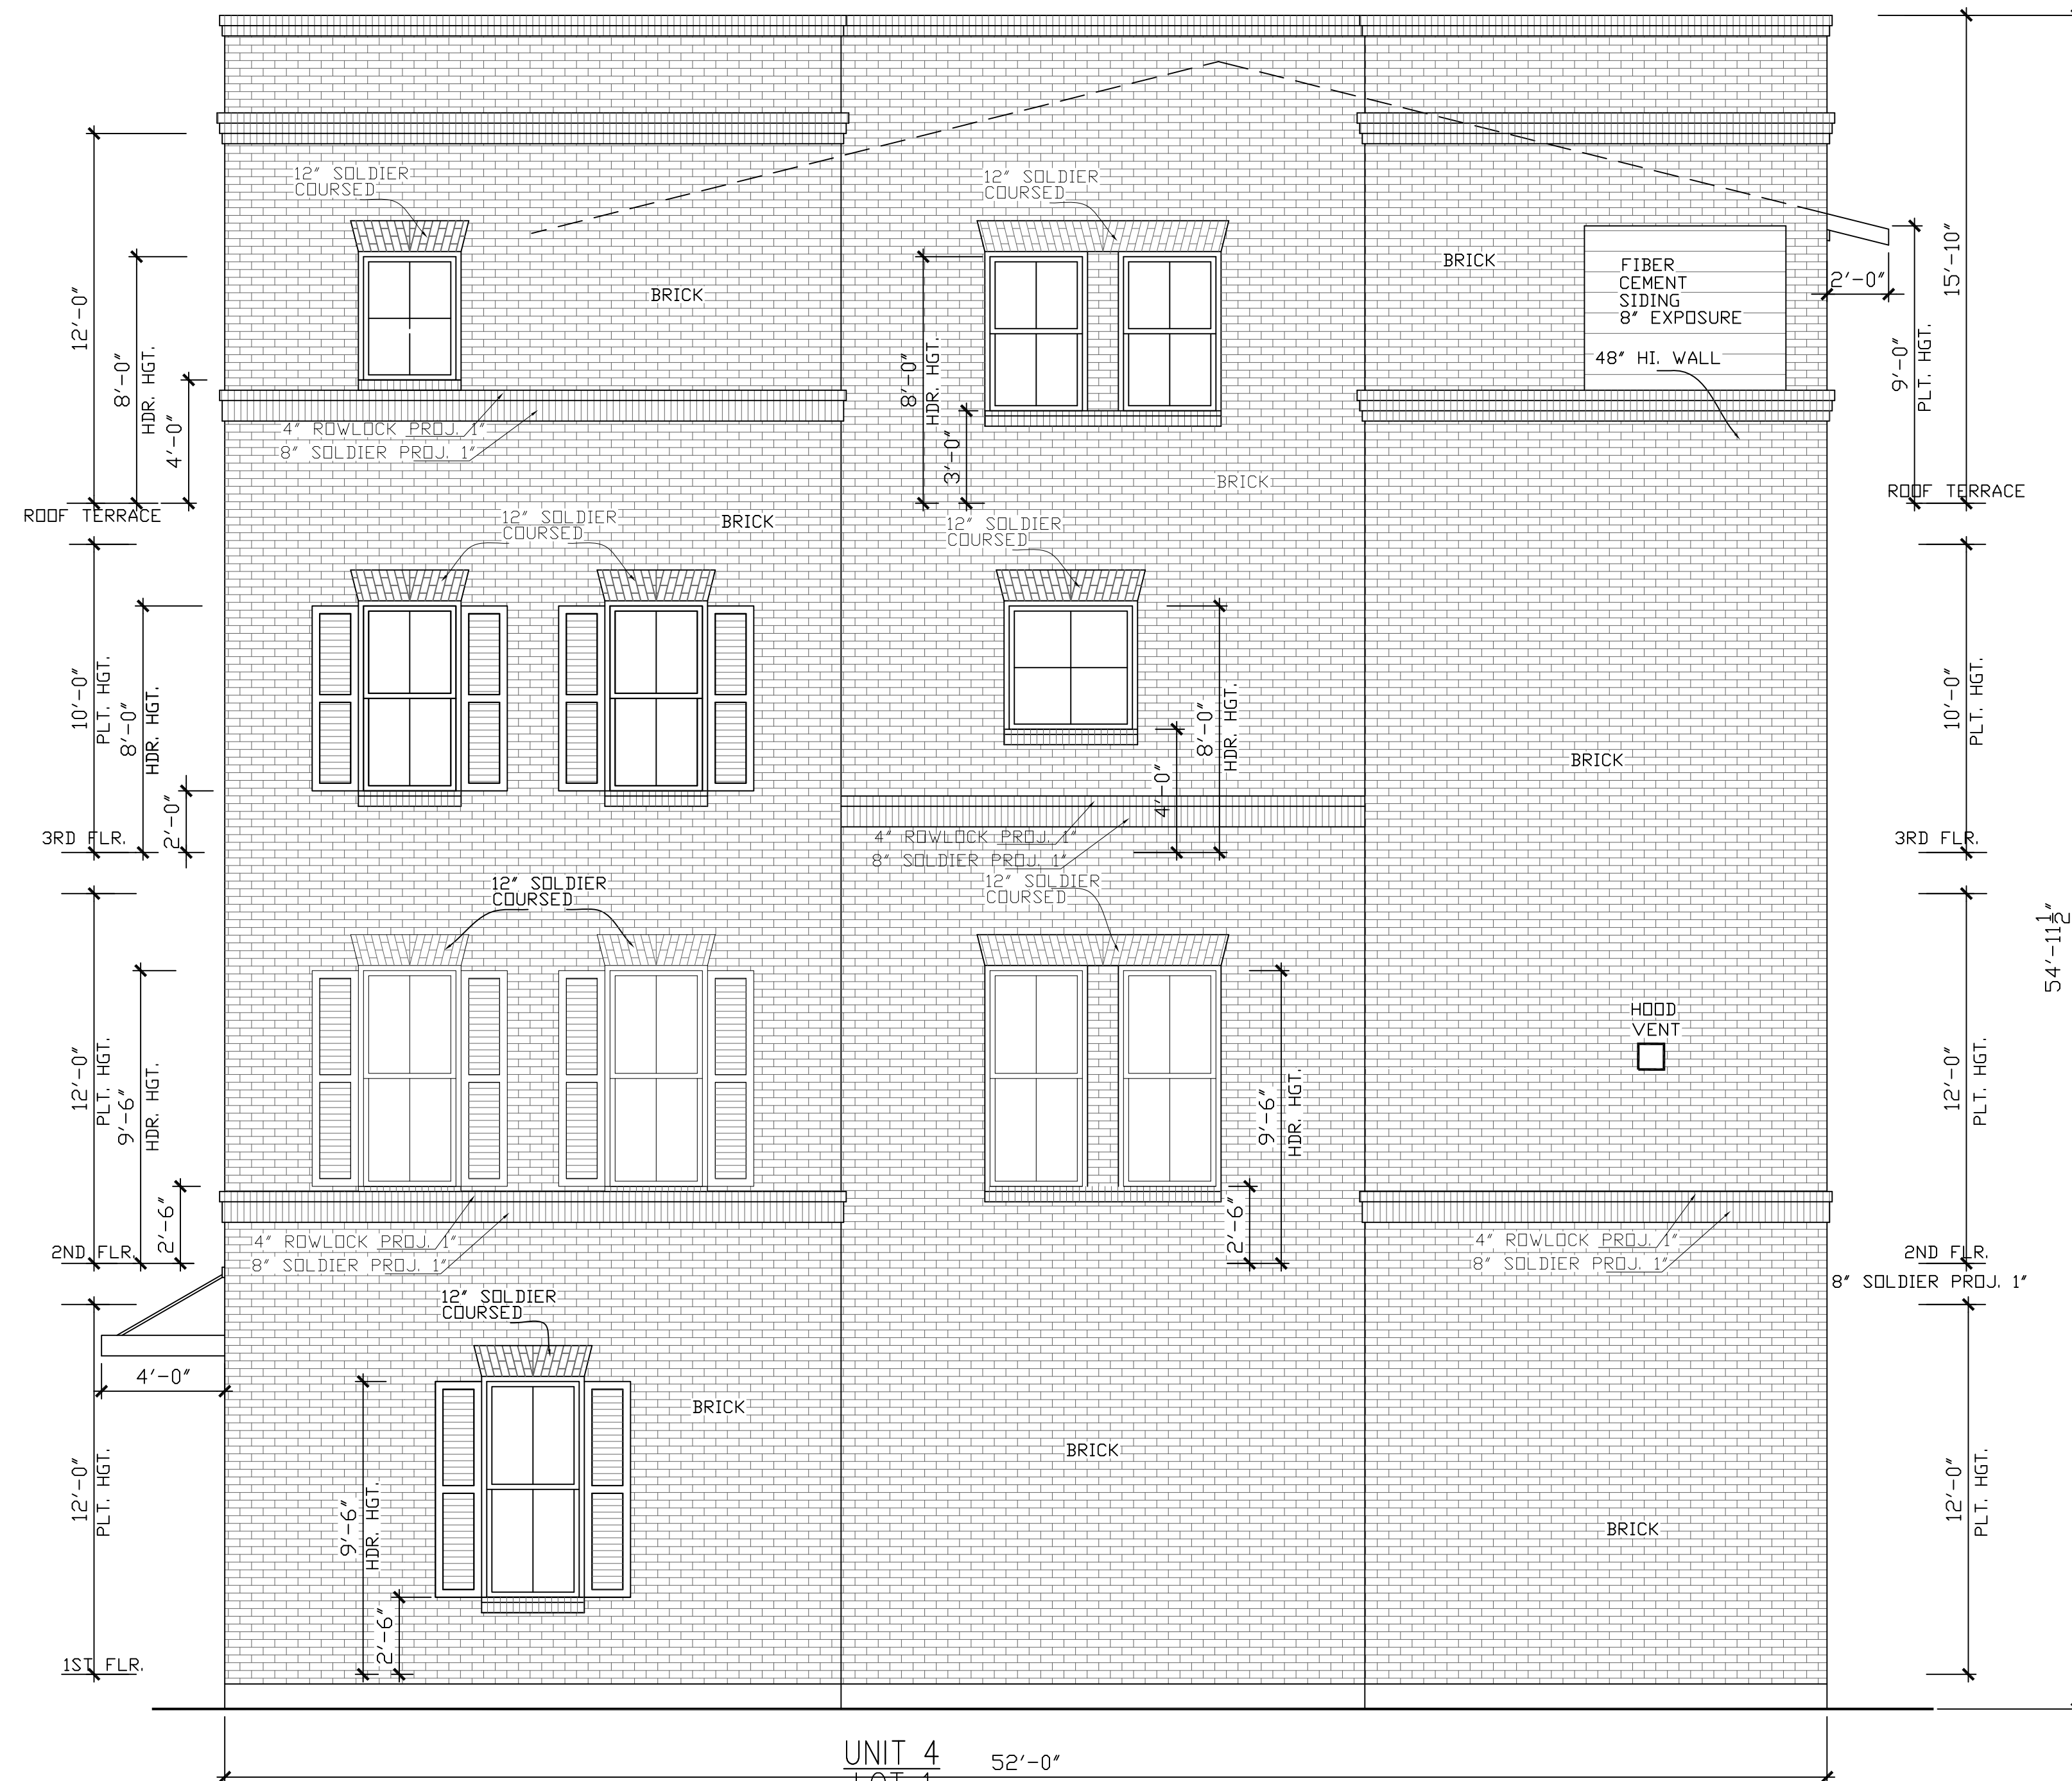 12" SOLDIER
COURSED
12" SOLDIER
COURSED
BRICK
BRICK
FIBER
CEMENT
SIDING
8" EXPOSURE
48" HI. WALL
12'-0"
8'-0"
HDR. HGT.
4'-0"
8'-0"
HDR. HGT.
3'-0"
2'-0"
15'-10"
9'-0"
PLT. HGT.
4" ROWLOCK PROJ. 1"
8" SOLDIER PROJ. 1"
BRICK
ROOF TERRACE
ROOF TERRACE
12" SOLDIER
COURSED
BRICK
12" SOLDIER
COURSED
10'-0"
PLT. HGT.
8'-0"
HDR. HGT.
2'-0"
8'-0"
HDR. HGT.
4'-0"
BRICK
10'-0"
PLT. HGT.
3RD FLR.
3RD FLR.
4" ROWLOCK PROJ. 1"
8" SOLDIER PROJ. 1"
12" SOLDIER
COURSED
12" SOLDIER
COURSED
54'-11 1/2"
HOOD
VENT
12'-0"
PLT. HGT.
9'-6"
HDR. HGT.
2'-6"
9'-6"
HDR. HGT.
2'-6"
12'-0"
PLT. HGT.
4" ROWLOCK PROJ. 1"
8" SOLDIER PROJ. 1"
4" ROWLOCK PROJ. 1"
8" SOLDIER PROJ. 1"
2ND FLR.
2ND FLR.
8" SOLDIER PROJ. 1"
12" SOLDIER
COURSED
4'-0"
BRICK
BRICK
BRICK
12'-0"
PLT. HGT.
9'-6"
HDR. HGT.
2'-6"
12'-0"
PLT. HGT.
1ST FLR.
UNIT 4
52'-0"
LOT 1